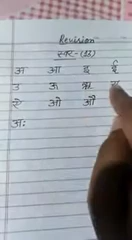 Revision
स्वर-(13)
अ आ इ ई
उ ऊ ऋ ए
ऐ ओ औ
अः